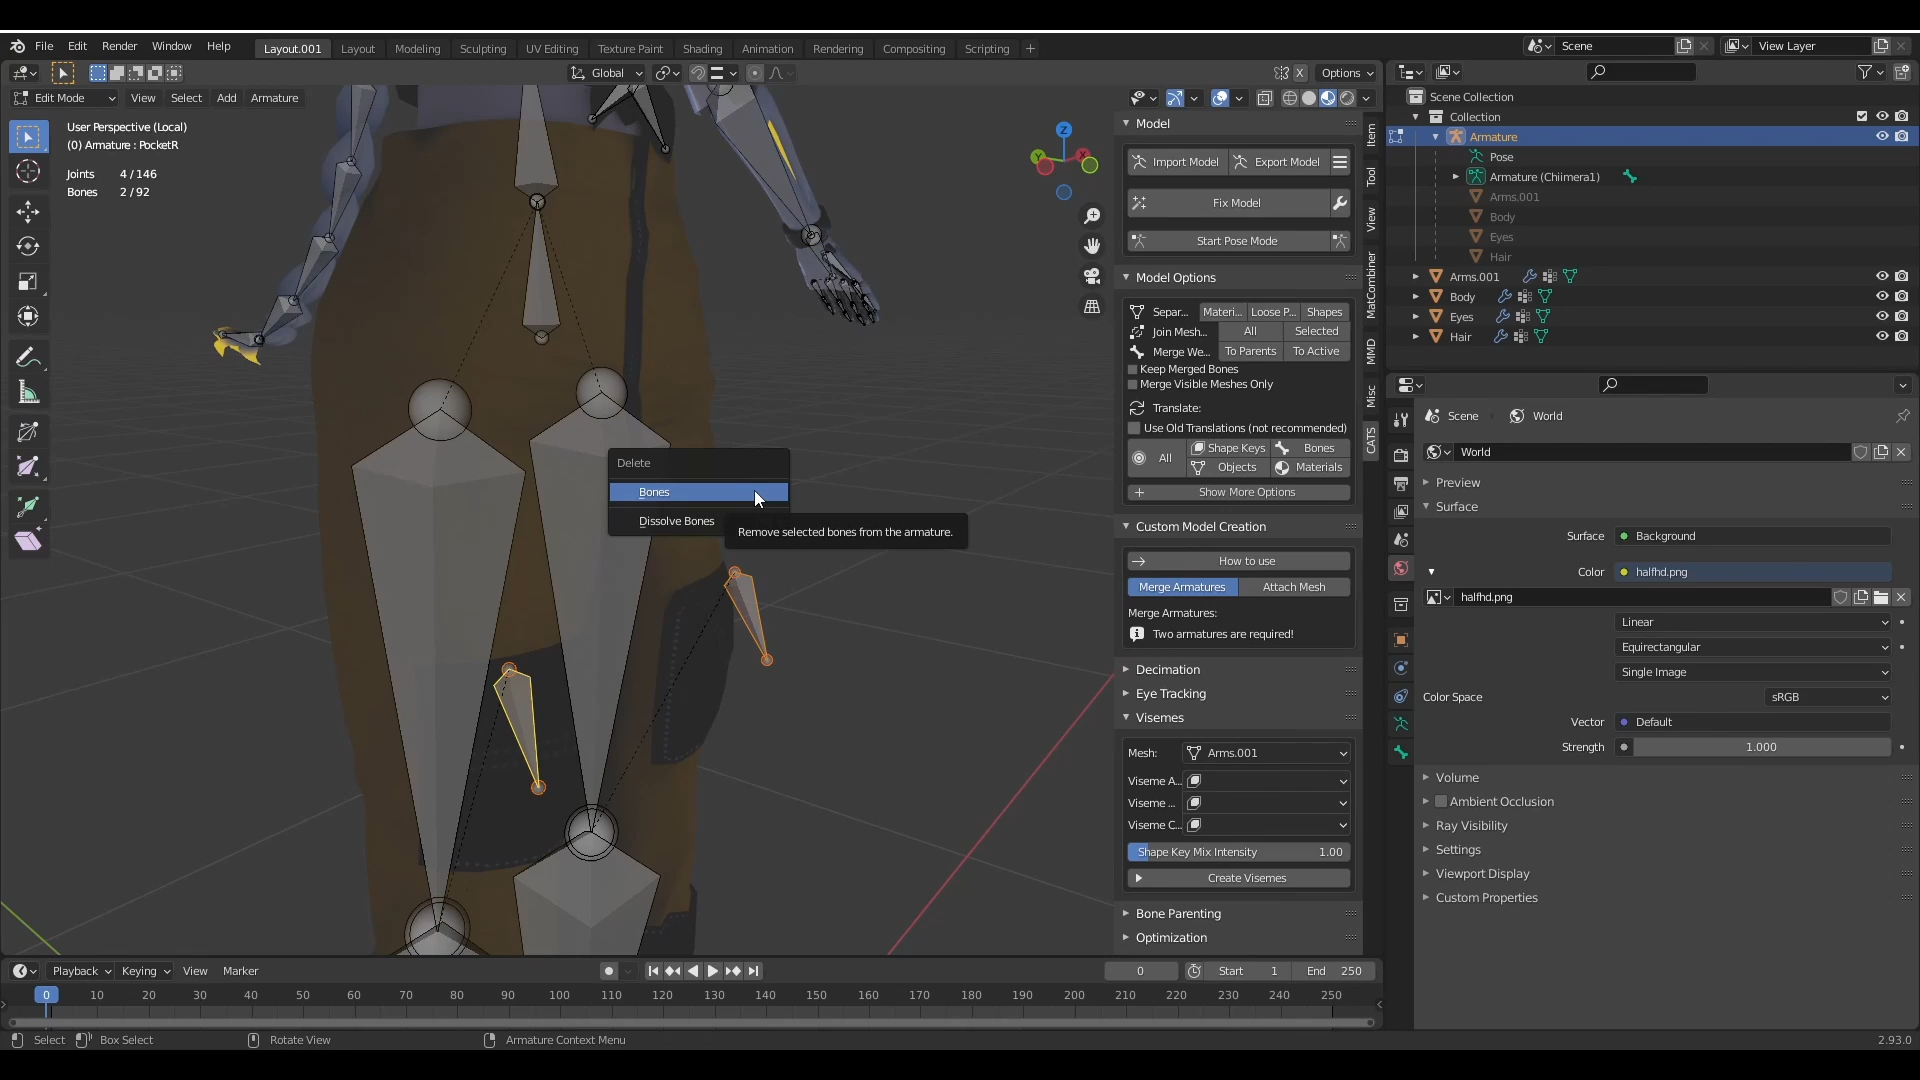 File Edit Render Window Help Layout.001 Layout Modeling Sculpting UV Editing Texture Paint Shading Animation Rendering Compositing Scripting + Scene View Layer
Global X Options
Edit Mode View Select Add Armature
User Perspective (Local)
(0) Armature : PocketR
Joints 4 / 146
Bones 2 / 92
Z
Delete
Bones
Dissolve Bones
Remove selected bones from the armature.
Model
Import Model Export Model
Fix Model
Start Pose Mode
Model Options
Separ... Materi... Loose P... Shapes
Join Mesh... All Selected
Merge We... To Parents To Active
Keep Merged Bones
Merge Visible Meshes Only
Translate:
Use Old Translations (not recommended)
All Shape Keys Bones
Objects Materials
Show More Options
Custom Model Creation
How to use
Merge Armatures Attach Mesh
Merge Armatures:
Two armatures are required!
Decimation
Eye Tracking
Visemes
Mesh: Arms.001
Viseme A...
Viseme ...
Viseme C...
Shape Key Mix Intensity 1.00
Create Visemes
Bone Parenting
Optimization
Item
Tool
View
MatCombiner
MMD
Misc
CATS
Scene Collection
Collection
Armature
Pose
Armature (Chiimera1)
Arms.001
Body
Eyes
Hair
Arms.001
Body
Eyes
Hair
Scene World
World
Preview
Surface
Surface Background
Color halfhd.png
halfhd.png
Linear
Equirectangular
Single Image
Color Space sRGB
Vector Default
Strength 1.000
Volume
Ambient Occlusion
Ray Visibility
Settings
Viewport Display
Custom Properties
Playback Keying View Marker 0 Start 1 End 250
0 10 20 30 40 50 60 70 80 90 100 110 120 130 140 150 160 170 180 190 200 210 220 230 240 250
Select Box Select Rotate View Armature Context Menu 2.93.0